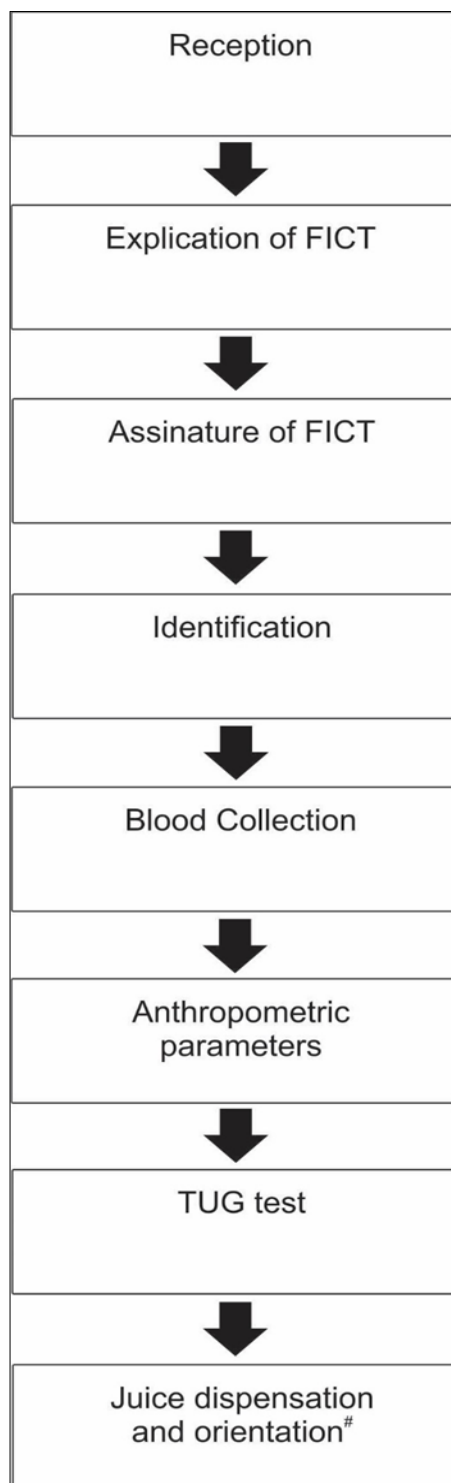 Reception
Explication of FICT
Assinature of FICT
Identification
Blood Collection
Anthropometric
parameters
TUG test
Juice dispensation
and orientation#